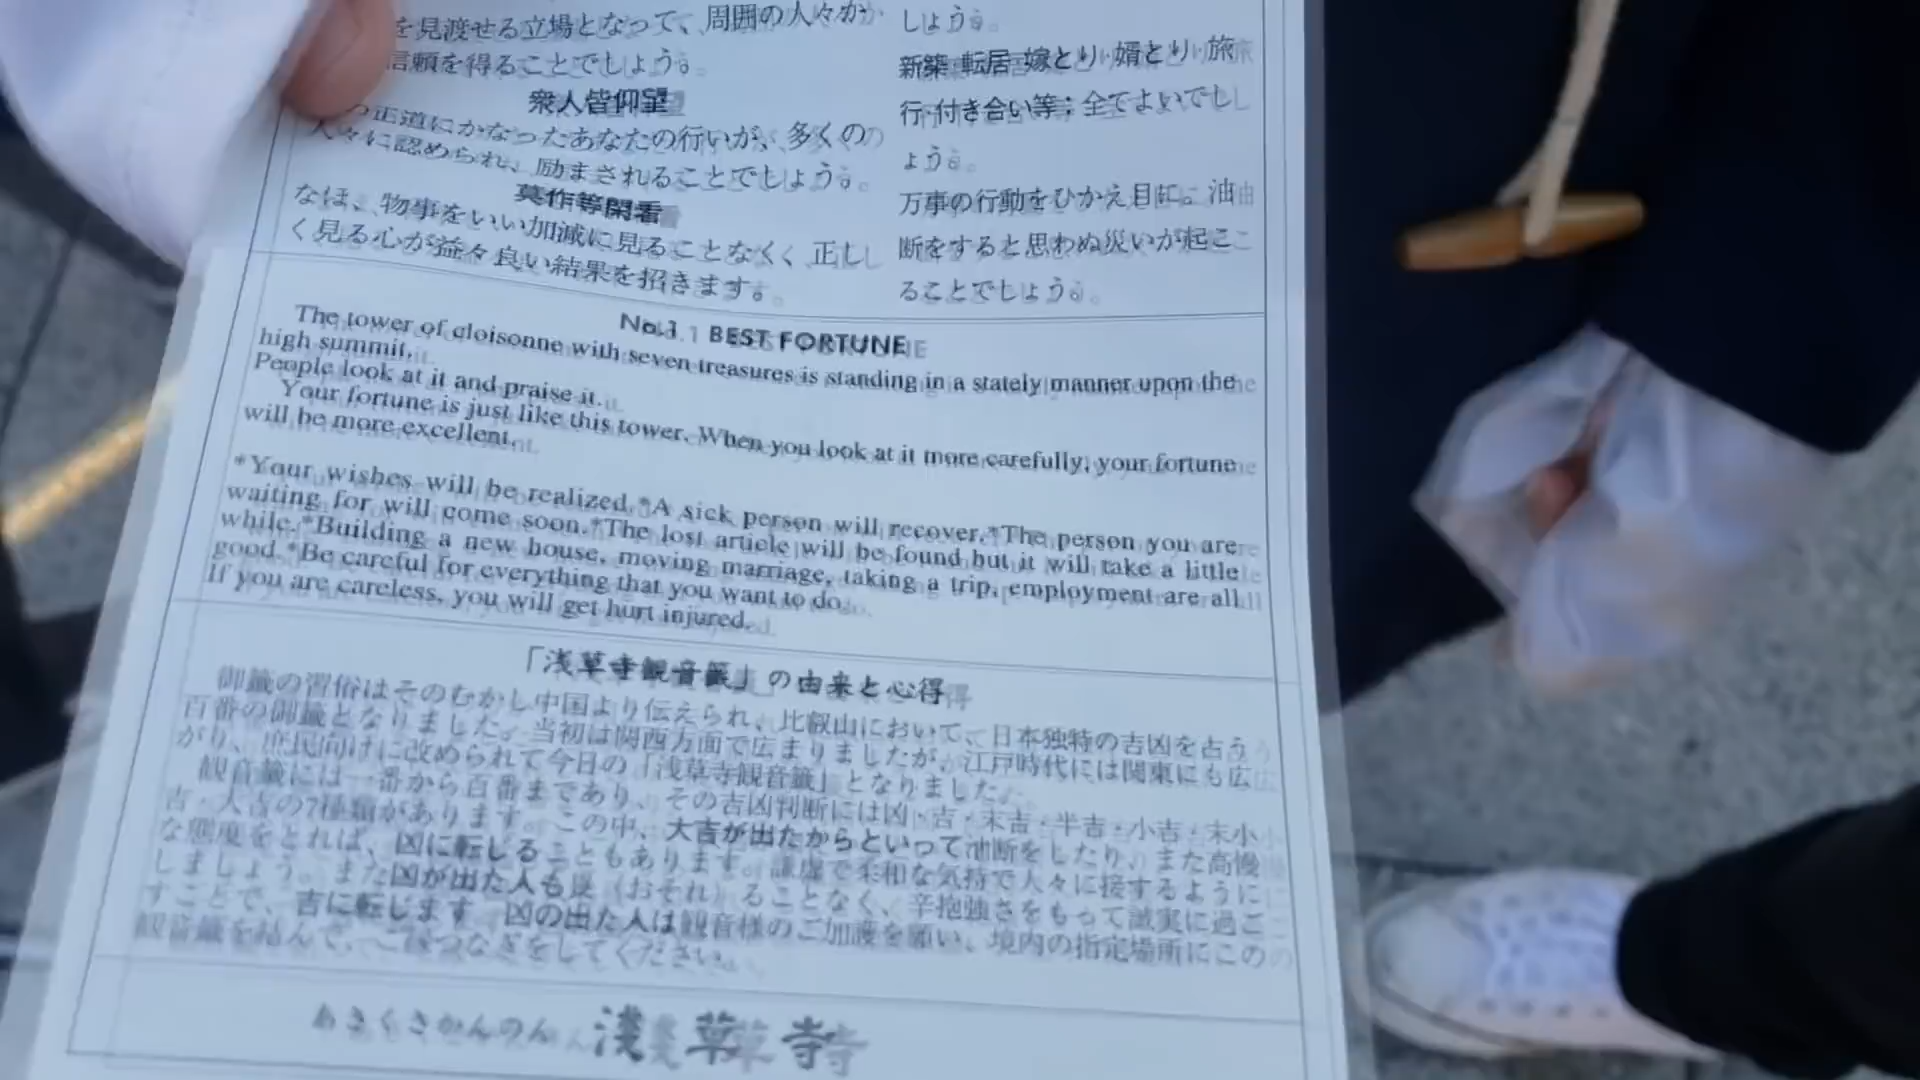 を見渡せる立場となって、周囲の人々か
信頼を得ることでしょう。
衆人皆仰望
正道にかなったあなたの行いが、多くの
人々に認められ、励まされることでしょう。
莫作等閑看
なほ、物事をいい加減に見ることなく、正し
く見る心が益々良い結果を招きます。
しょう。
新築・転居・嫁とり・婿とり・旅
行・付き合い等:全てよいでし
ょう。
万事の行動をひかえ目に。油
断をすると思わぬ災いが起こ
ることでしょう。
No.1 BEST FORTUNE
The tower of cloisonne with seven treasures is standing in a stately manner upon the
high summit.
People look at it and praise it.
Your fortune is just like this tower. When you look at it more carefully, your fortune
will be more excellent.
*Your wishes will be realized.*A sick person will recover.*The person you are
waiting for will come soon.*The lost article will be found but it will take a little
while.*Building a new house, moving marriage, taking a trip, employment are all
good.*Be careful for everything that you want to do.
If you are careless, you will get hurt injured.
「浅草寺観音籤」の由来と心得
御籤の習俗はそのむかし中国より伝えられ、比叡山において、日本独特の吉凶を占う
百番の御籤となりました。当初は関西方面で広まりましたが、江戸時代には関東にも広
がり、庶民向けに改められて今日の「浅草寺観音籤」となりました。
観音籤には一番から百番まであり、その吉凶判断には凶・吉・末吉・半吉・小吉・末小
吉・大吉の7種類があります。この中、大吉が出たからといって油断をしたり、また高慢
な態度をとれば、凶に転じることもあります。謙虚で柔和な気持で人々に接するように
しましょう。また凶が出た人も(おそれ)ることなく、辛抱強さをもって誠実に過ご
すことで、吉に転じます。凶の出た人は観音様のご加護を願い、境内の指定場所にこの
観音籤を結んで、ご縁つなぎをしてください。
あさくさかんのん 浅草寺